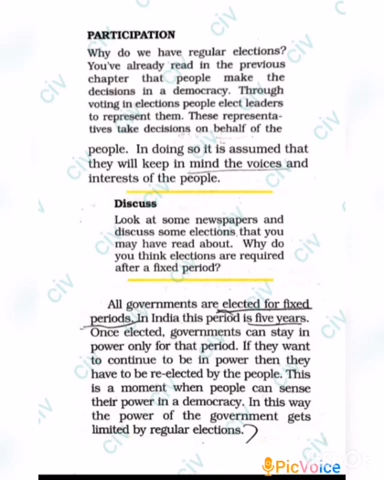 PARTICIPATION
Why do we have regular elections?
You've already read in the previous
chapter that people make the
decisions in a democracy. Through
voting in elections people elect leaders
to represent them. These representa-
tives take decisions on behalf of the
people. In doing so it is assumed that
they will keep in mind the voices and
interests of the people.
Discuss
Look at some newspapers and
discuss some elections that you
may have read about. Why do
you think elections are required
after a fixed period?
All governments are elected for fixed
periods. In India this period is five years.
Once elected, governments can stay in
power only for that period. If they want
to continue to be in power then they
have to be re-elected by the people. This
is a moment when people can sense
their power in a democracy. In this way
the power of the government gets
limited by regular elections.
PicVoice